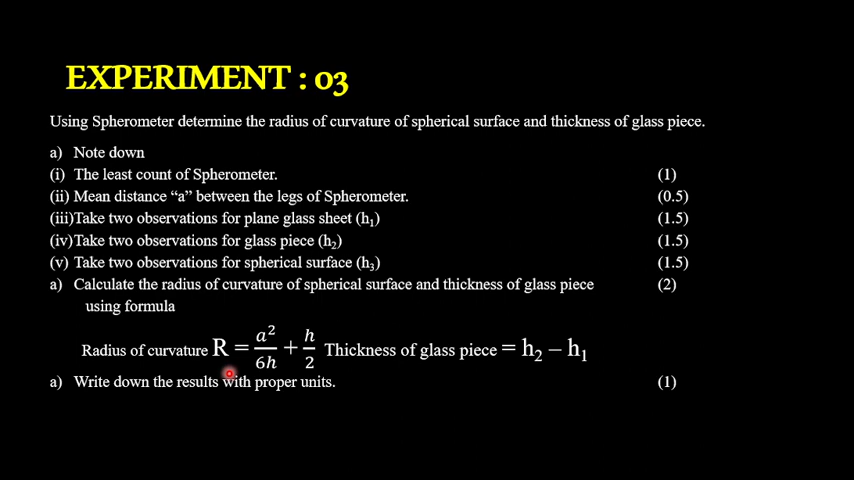 EXPERIMENT : 03
Using Spherometer determine the radius of curvature of spherical surface and thickness of glass piece.
a) Note down
(i) The least count of Spherometer. (1)
(ii) Mean distance “a” between the legs of Spherometer. (0.5)
(iii)Take two observations for plane glass sheet (h₁) (1.5)
(iv)Take two observations for glass piece (h₂) (1.5)
(v) Take two observations for spherical surface (h₃) (1.5)
a) Calculate the radius of curvature of spherical surface and thickness of glass piece (2)
using formula
Radius of curvature R = a²/6h + h/2 Thickness of glass piece = h₂ – h₁
a) Write down the results with proper units. (1)